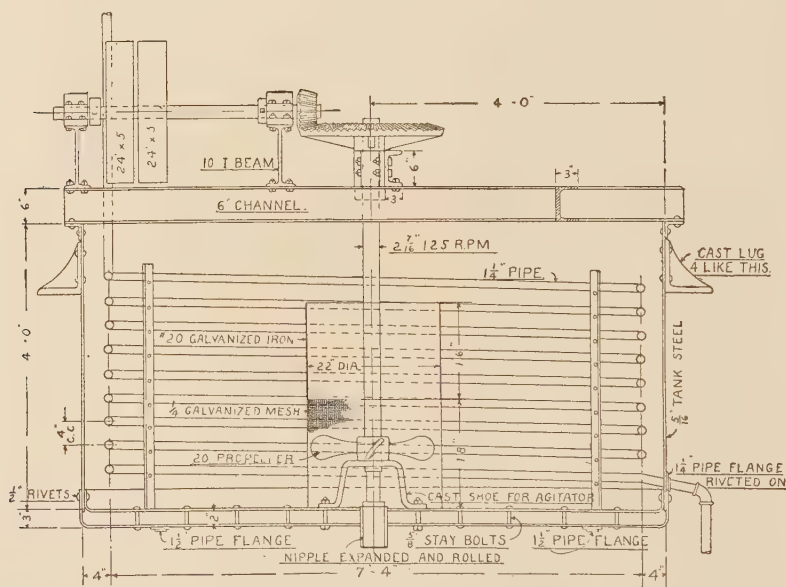 24" x 5
24" x 5
4 - 0"
10 I BEAM
6"
3
3"
6"
6" CHANNEL.
2 7/16" 125 R.P.M
CAST LUG
4 LIKE THIS.
1 1/4" PIPE
4 - 0"
#20 GALVANIZED IRON
22" DIA.
16"
1/4 GALVANIZED MESH
5/16" TANK STEEL
4"
C.C
20 PROPELLER
18"
1 1/4" PIPE FLANGE
RIVETED ON
RIVETS
CAST SHOE FOR AGITATOR
3"
2"
1 1/2" PIPE FLANGE
5/8 STAY BOLTS
1 1/2" PIPE FLANGE
NIPPLE EXPANDED AND ROLLED
4"
7'- 4"
4"